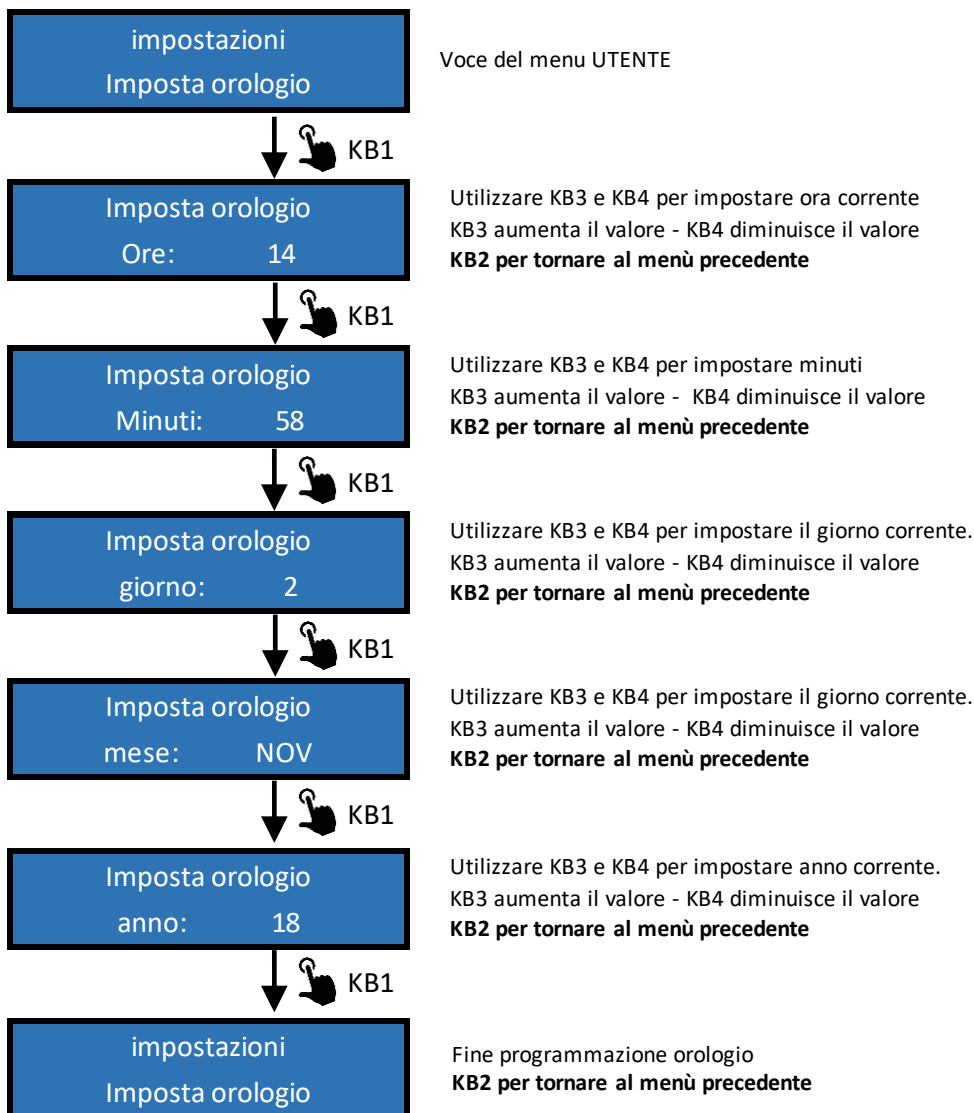 impostazioni
Imposta orologio
Voce del menu UTENTE
KB1
Imposta orologio
Ore: 14
Utilizzare KB3 e KB4 per impostare ora corrente
KB3 aumenta il valore - KB4 diminuisce il valore
KB2 per tornare al menù precedente
KB1
Imposta orologio
Minuti: 58
Utilizzare KB3 e KB4 per impostare minuti
KB3 aumenta il valore - KB4 diminuisce il valore
KB2 per tornare al menù precedente
KB1
Imposta orologio
giorno: 2
Utilizzare KB3 e KB4 per impostare il giorno corrente.
KB3 aumenta il valore - KB4 diminuisce il valore
KB2 per tornare al menù precedente
KB1
Imposta orologio
mese: NOV
Utilizzare KB3 e KB4 per impostare il giorno corrente.
KB3 aumenta il valore - KB4 diminuisce il valore
KB2 per tornare al menù precedente
KB1
Imposta orologio
anno: 18
Utilizzare KB3 e KB4 per impostare anno corrente.
KB3 aumenta il valore - KB4 diminuisce il valore
KB2 per tornare al menù precedente
KB1
impostazioni
Imposta orologio
Fine programmazione orologio
KB2 per tornare al menù precedente